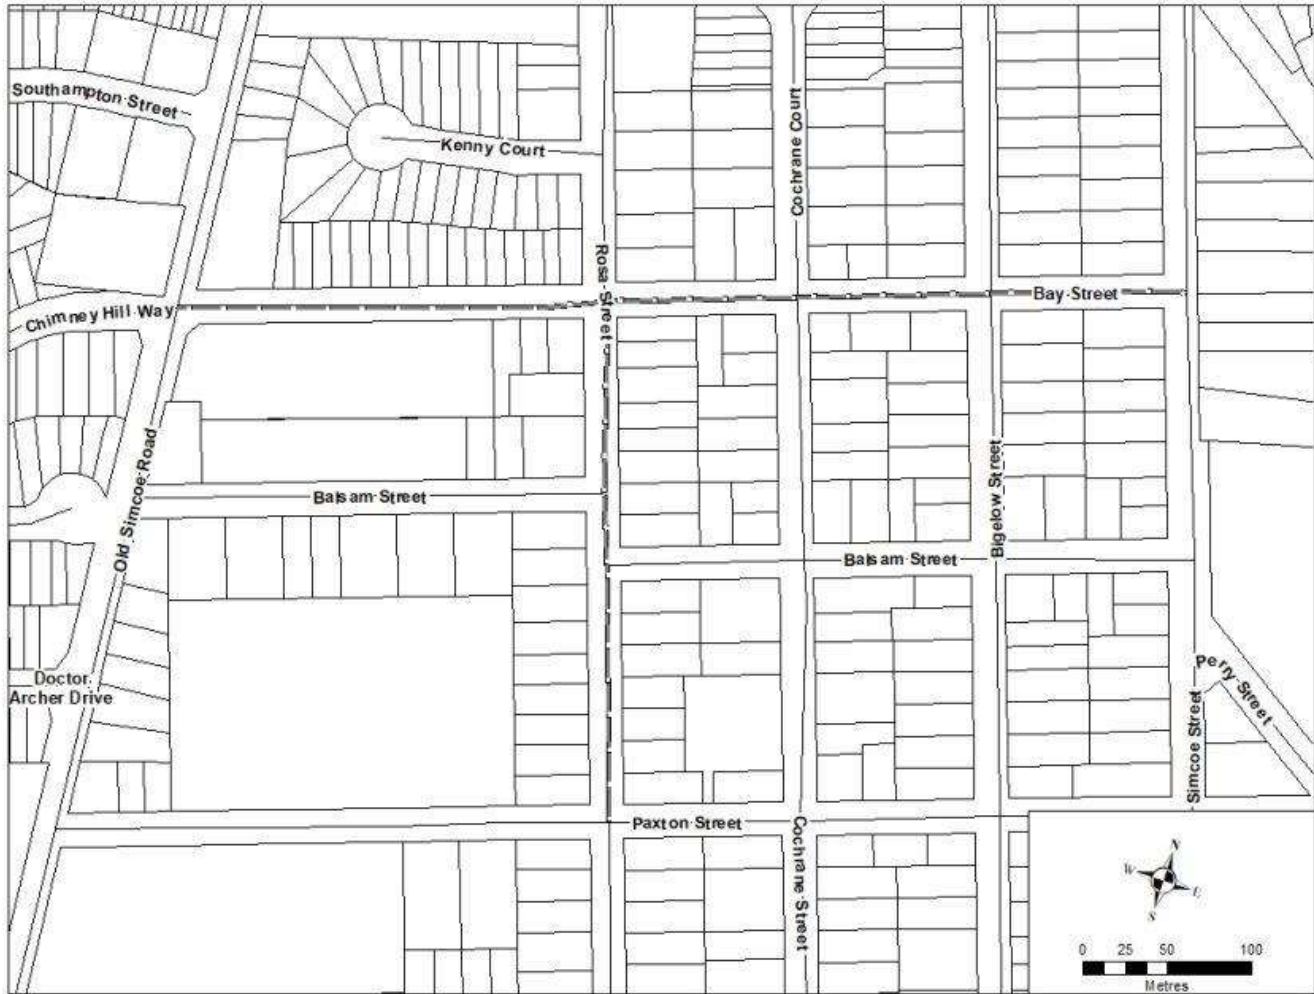 Southampton Street
Kenny Court
Cochrane Court
Rosa Street
Bay Street
Chimney Hill Way
Old Simcoe Road
Balsam Street
Bigelow Street
Balsam Street
Doctor
Archer Drive
Perry Street
Simcoe Street
Paxton Street
Cochrane Street
N
W
E
S
0 25 50 100
Metres